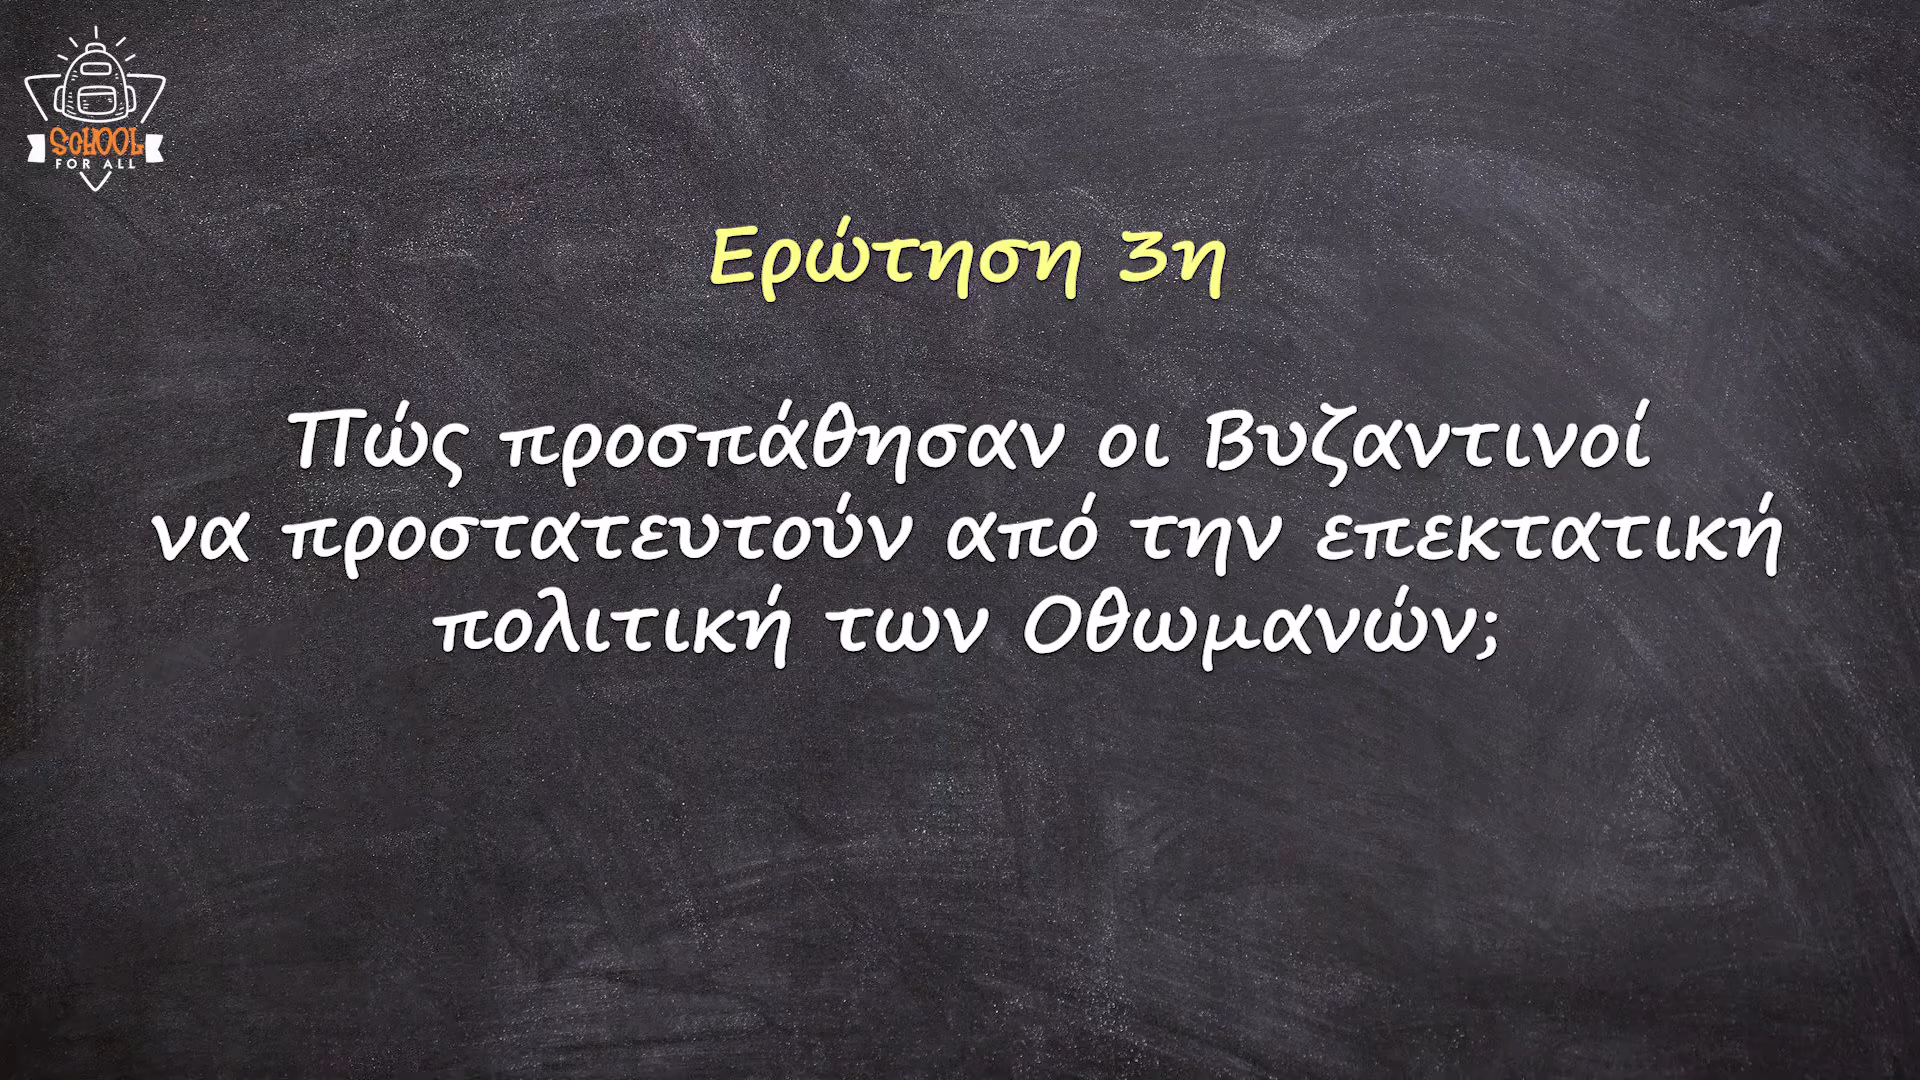 SCHOOL
FOR ALL
Ερώτηση 3η
Πώς προσπάθησαν οι Βυζαντινοί
να προστατευτούν από την επεκτατική
πολιτική των Οθωμανών;